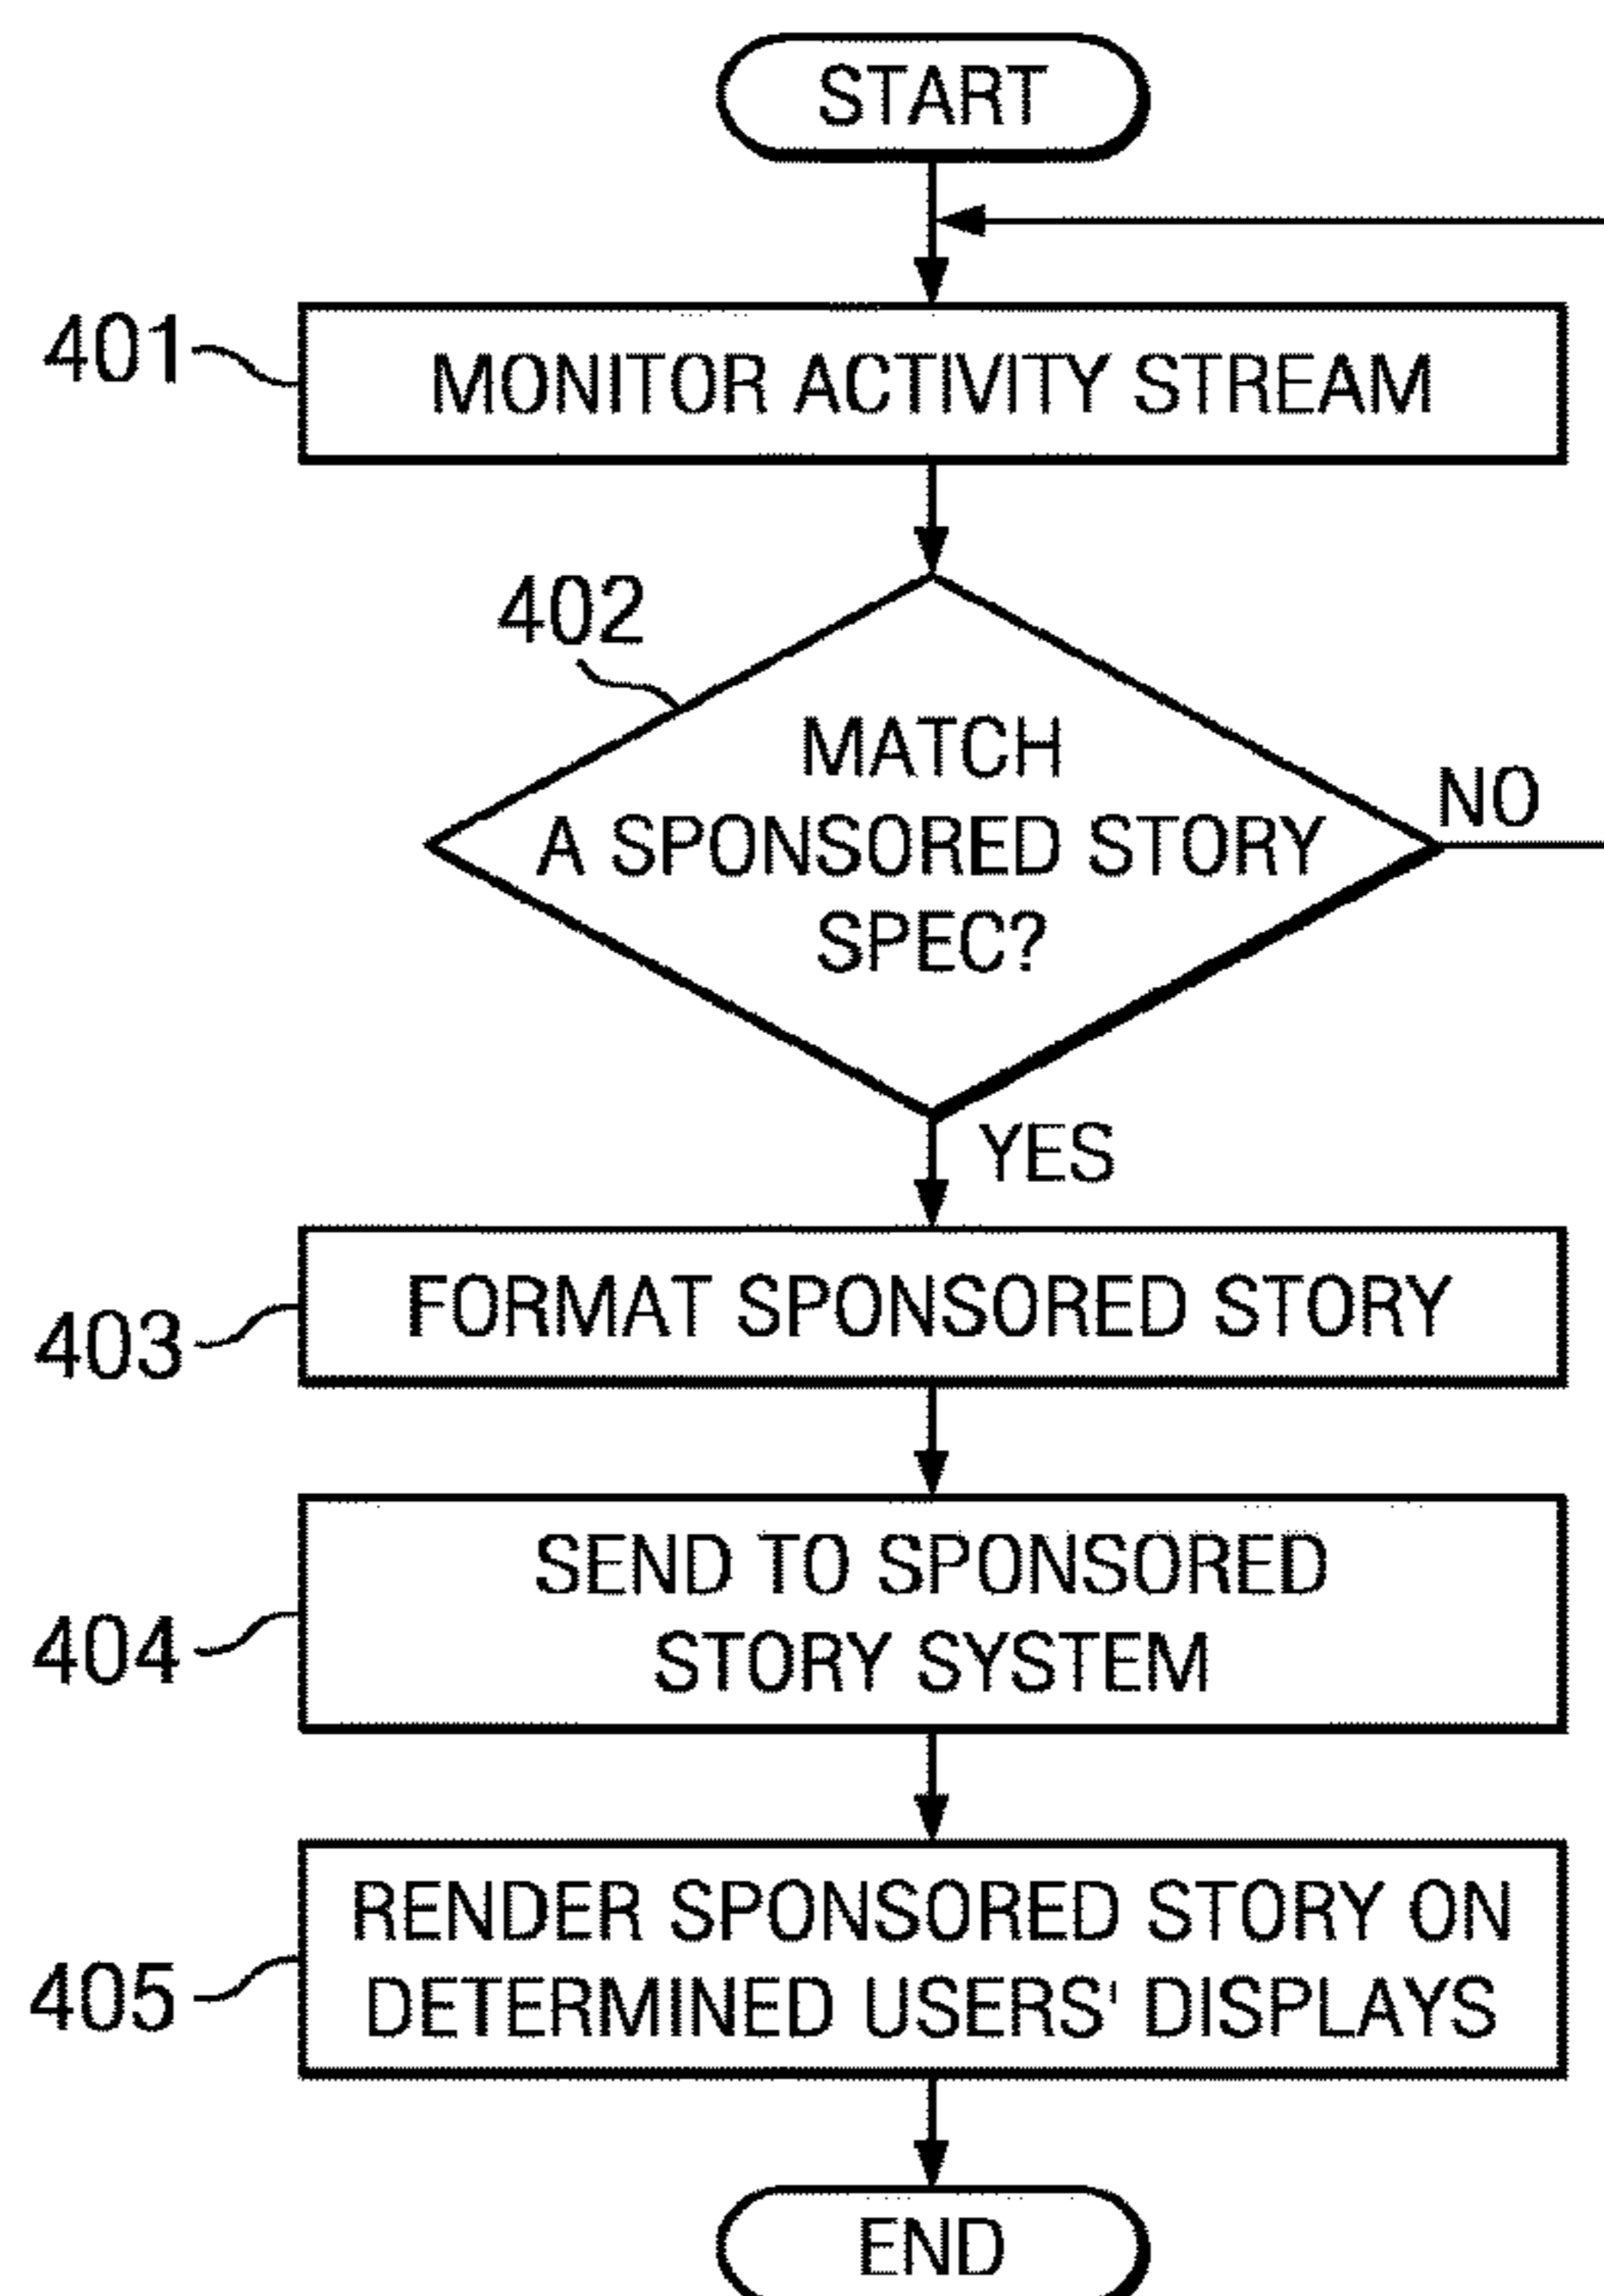 START
401
MONITOR ACTIVITY STREAM
402
MATCH
A SPONSORED STORY
SPEC?
NO
YES
403
FORMAT SPONSORED STORY
404
SEND TO SPONSORED
STORY SYSTEM
405
RENDER SPONSORED STORY ON
DETERMINED USERS' DISPLAYS
END